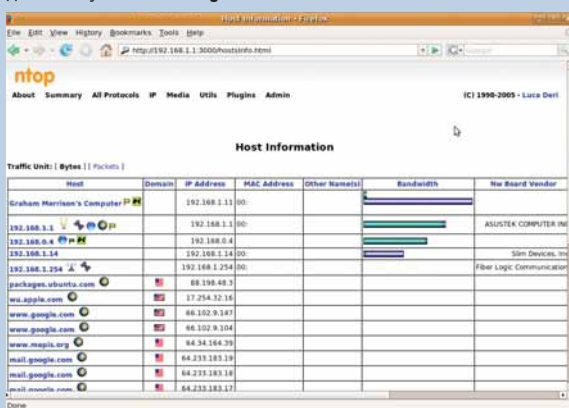 Host Information - Firefox
File Edit View History Bookmarks Tools Help
http://192.168.1.1:3000/hostsInfo.html
ntop
About Summary All Protocols IP Media Utils Plugins Admin
(C) 1998-2005 - Luca Deri
Host Information
Traffic Unit: [ Bytes ] [ Packets ]
Host Domain IP Address MAC Address Other Name(s) Bandwidth Nw Board Vendor
Graham Morrison's Computer P 192.168.1.11 00:
192.168.1.1 P 192.168.1.1 00: ASUSTEK COMPUTER INC
192.168.0.4 P 192.168.0.4
192.168.1.14 192.168.1.14 00: Slim Devices, Inc
192.168.1.254 192.168.1.254 00: Fiber Logic Communication
packages.ubuntu.com 88.198.48.3
wu.apple.com 17.254.32.16
www.google.com 66.102.9.147
www.google.com 66.102.9.104
www.mapis.org 64.34.164.39
mail.google.com 64.233.183.19
mail.google.com 64.233.183.18
mail.google.com 64.233.183.17
Done